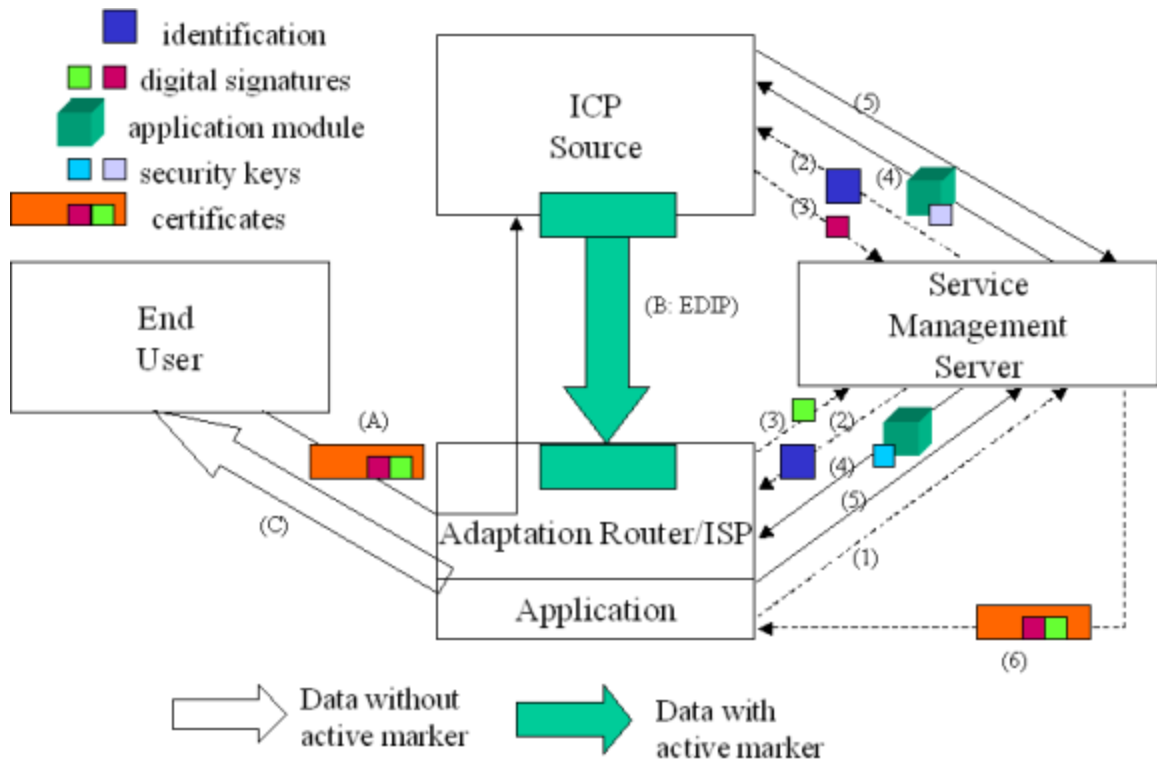 identification
digital signatures
application module
security keys
certificates
ICP
Source
(5)
(2)
(4)
(3)
End
User
(B: EDIP)
Service
Management
Server
(A)
(3)
(2)
(4)
(5)
(C)
Adaptation Router/ISP
(1)
Application
(6)
Data without
active marker
Data with
active marker